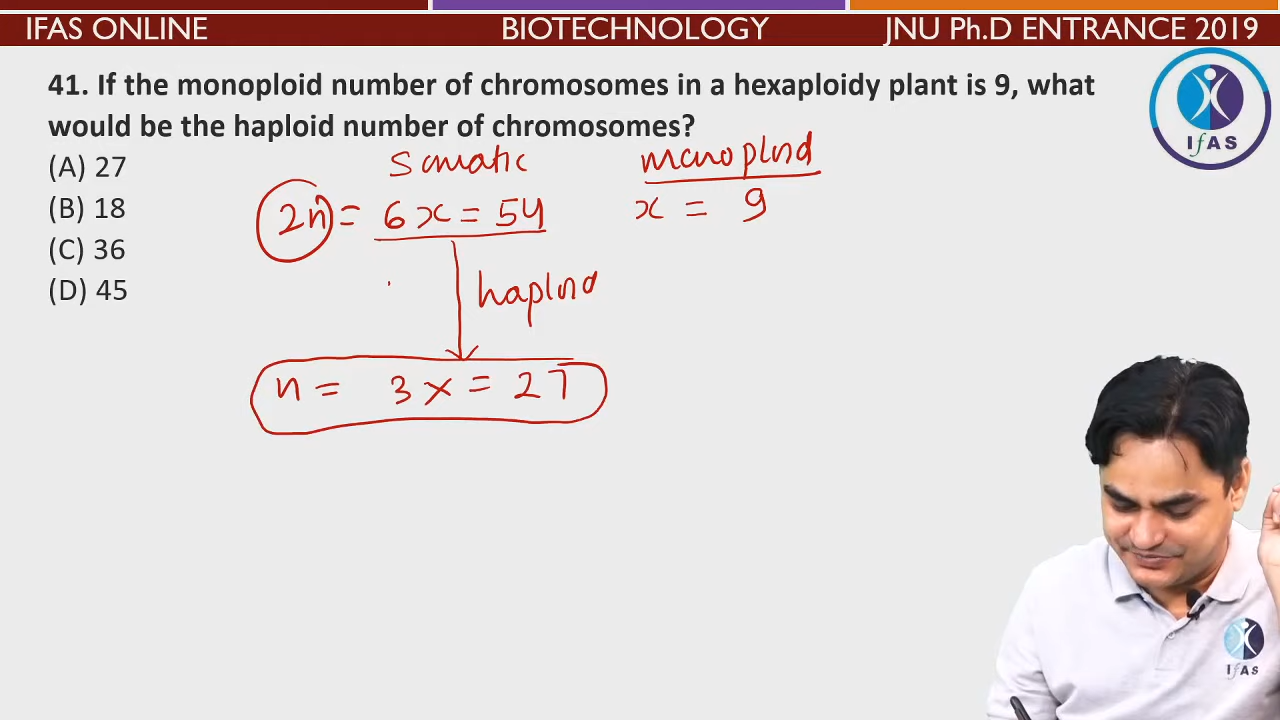 IFAS ONLINE BIOTECHNOLOGY JNU Ph.D ENTRANCE 2019
41. If the monoploid number of chromosomes in a hexaploidy plant is 9, what
would be the haploid number of chromosomes?
IfAS
(A) 27
(B) 18
(C) 36
(D) 45
Somatic monoploid
2n = 6x = 54 x = 9
haploid
n = 3x = 27
IfAS